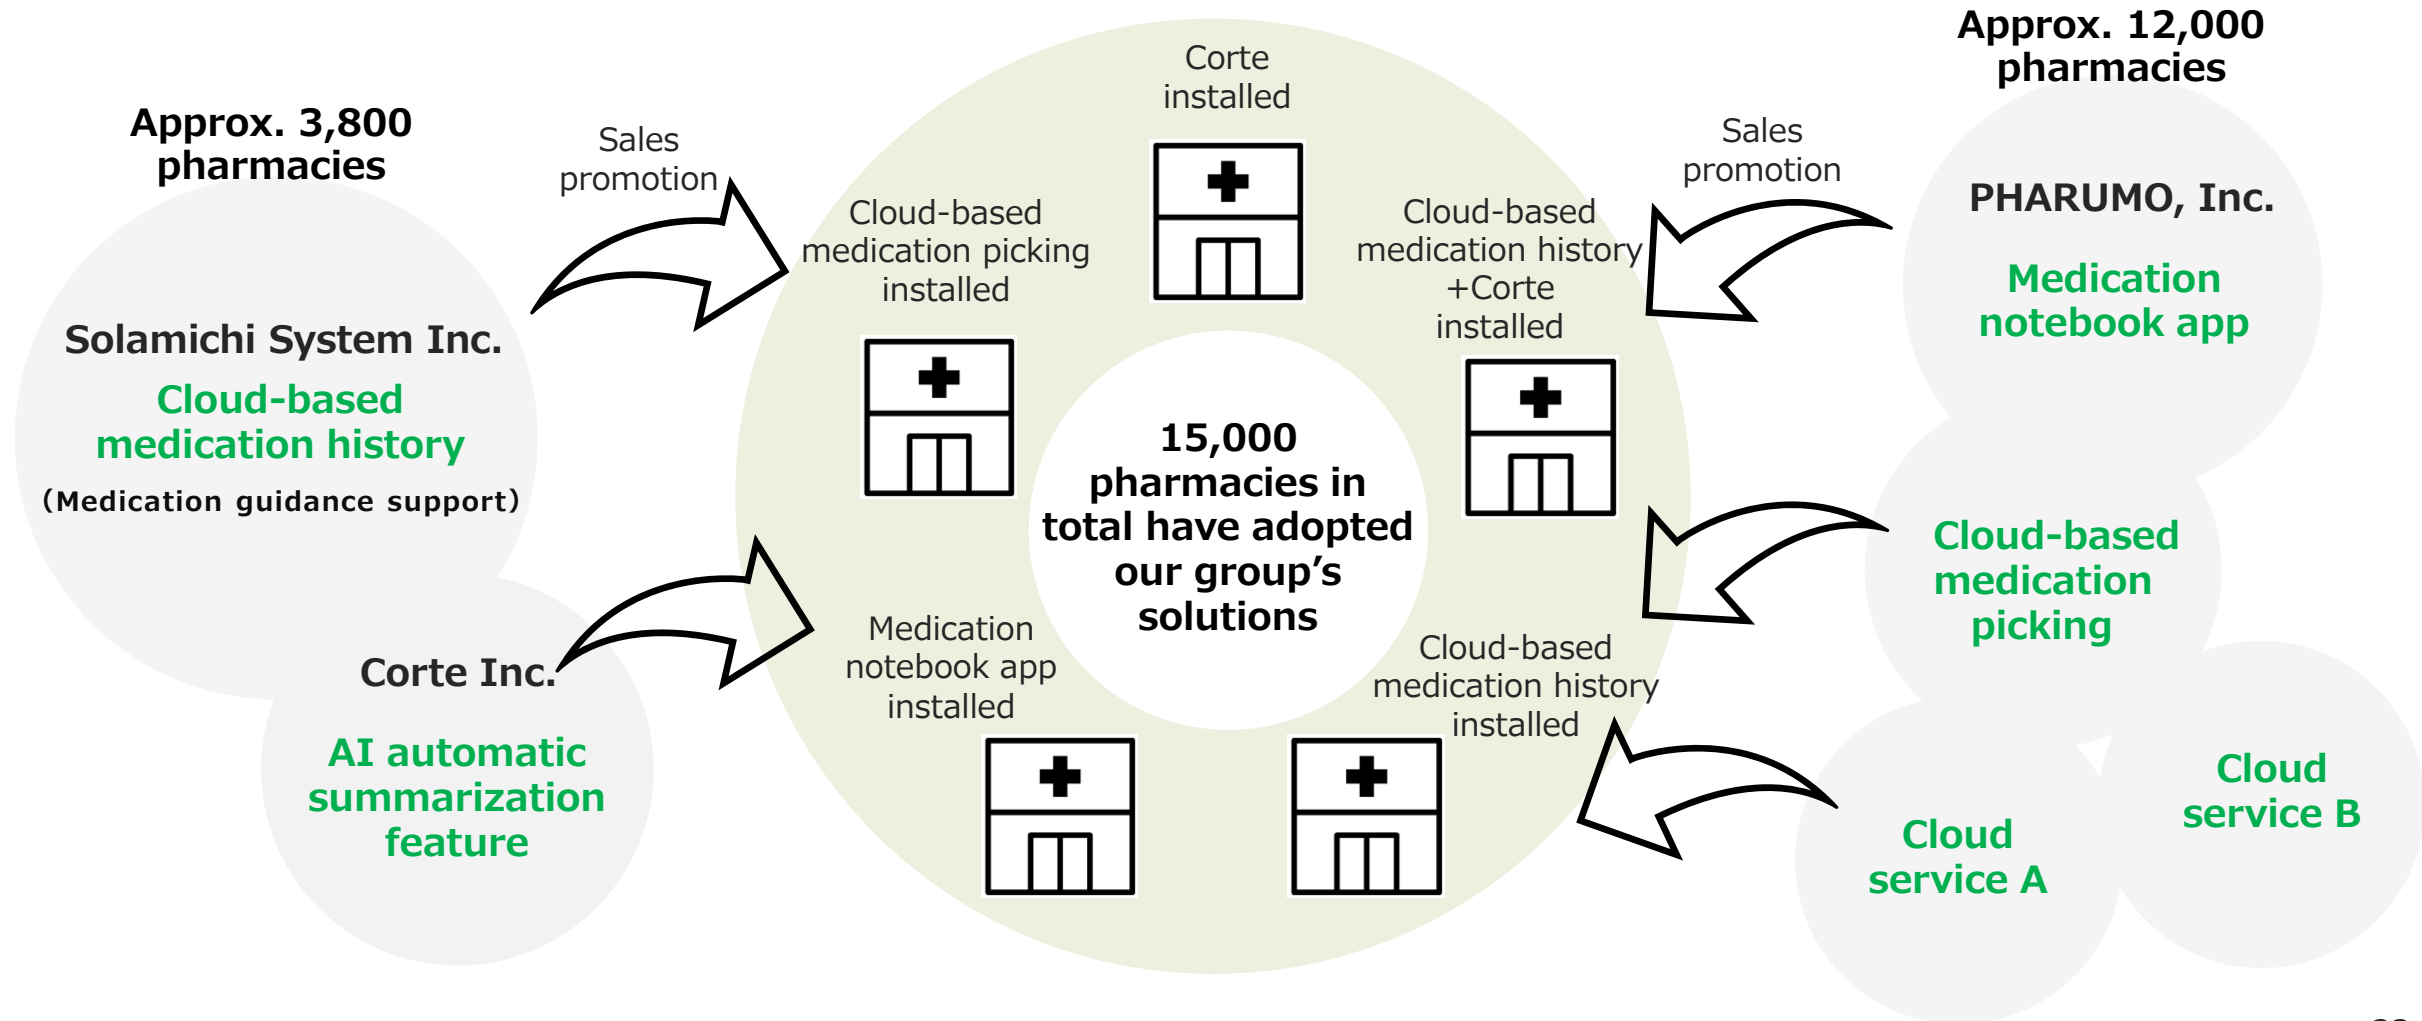 Approx. 3,800
pharmacies
Solamichi System Inc.
Cloud-based
medication history
(Medication guidance support)
Corte Inc.
AI automatic
summarization
feature
Sales
promotion
Corte
installed
Cloud-based
medication picking
installed
Cloud-based
medication history
+Corte
installed
15,000
pharmacies in
total have adopted
our group’s
solutions
Medication
notebook app
installed
Cloud-based
medication history
installed
Sales
promotion
Approx. 12,000
pharmacies
PHARUMO, Inc.
Medication
notebook app
Cloud-based
medication
picking
Cloud
service A
Cloud
service B